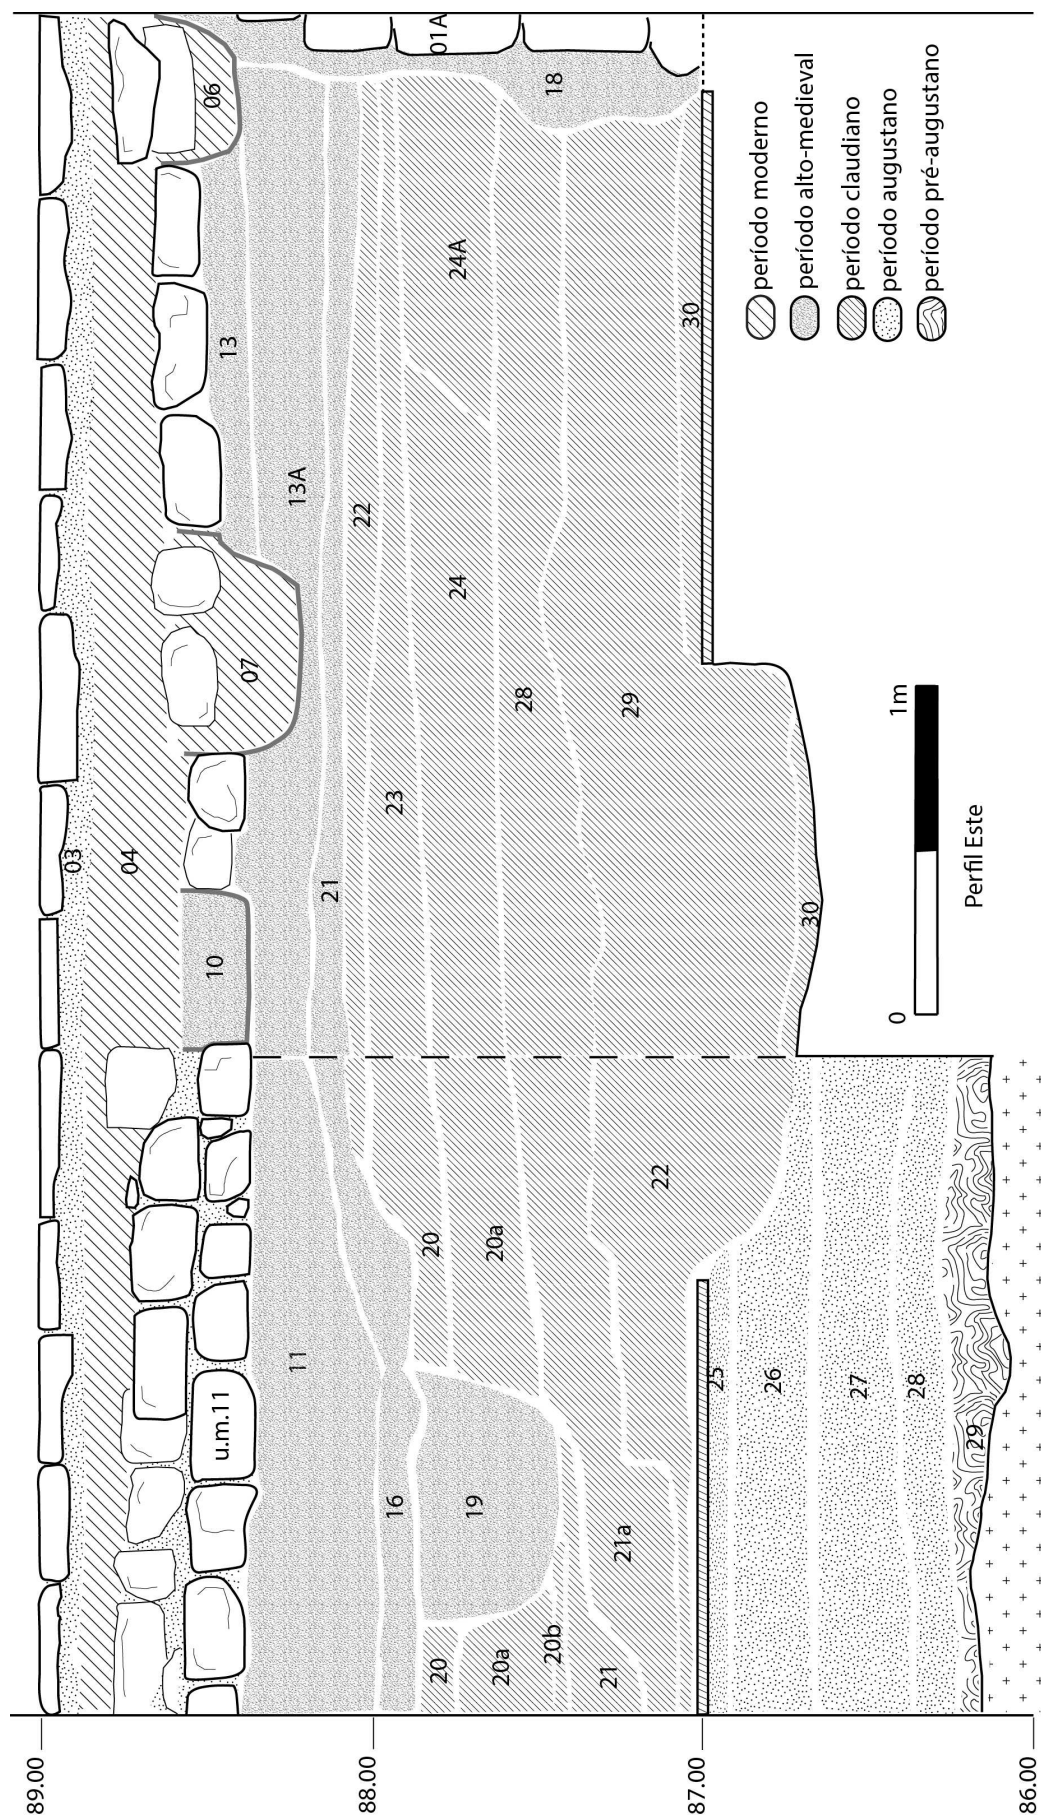 89.00
88.00
87.00
86.00
03
04
06
07
10
13
13A
01A
18
11
u.m.11
16
19
21
22
23
24
24A
28
29
30
30
20
20a
22
20
20a
20b
21
21a
25
26
27
28
29
0
1m
Perfil Este
período moderno
período alto-medieval
período claudiano
período augustano
período pré-augustano